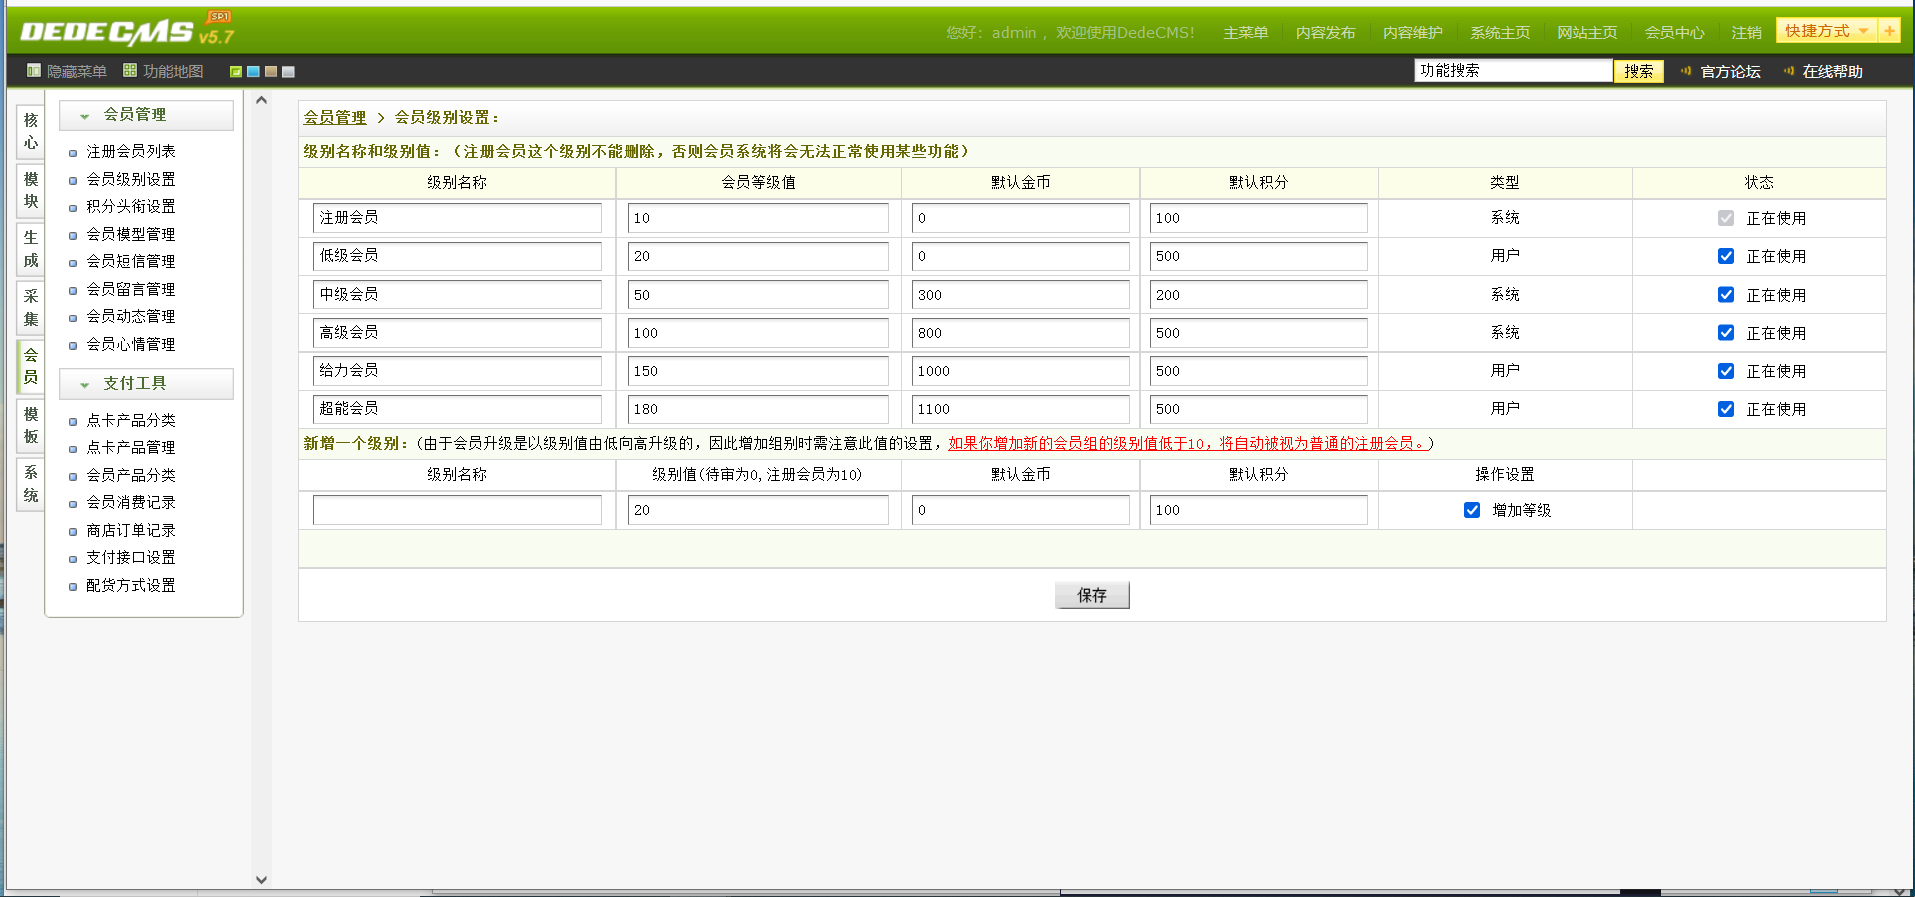 DEDECMS v5.7 SP1
您好：admin ，欢迎使用DedeCMS！ 主菜单 内容发布 内容维护 系统主页 网站主页 会员中心 注销 快捷方式 +
隐藏菜单 功能地图 功能搜索 搜索 官方论坛 在线帮助
核心
模块
生成
采集
会员
模板
系统
会员管理
注册会员列表
会员级别设置
积分头衔设置
会员模型管理
会员短信管理
会员留言管理
会员动态管理
会员心情管理
支付工具
点卡产品分类
点卡产品管理
会员产品分类
会员消费记录
商店订单记录
支付接口设置
配货方式设置
会员管理 > 会员级别设置：
级别名称和级别值：（注册会员这个级别不能删除，否则会员系统将会无法正常使用某些功能）
级别名称 会员等级值 默认金币 默认积分 类型 状态
注册会员 10 0 100 系统 正在使用
低级会员 20 0 500 用户 正在使用
中级会员 50 300 200 系统 正在使用
高级会员 100 800 500 系统 正在使用
给力会员 150 1000 500 用户 正在使用
超能会员 180 1100 500 用户 正在使用
新增一个级别：(由于会员升级是以级别值由低向高升级的，因此增加组别时需注意此值的设置，如果你增加新的会员组的级别值低于10，将自动被视为普通的注册会员。)
级别名称 级别值(待审为0,注册会员为10) 默认金币 默认积分 操作设置
20 0 100 增加等级
保存